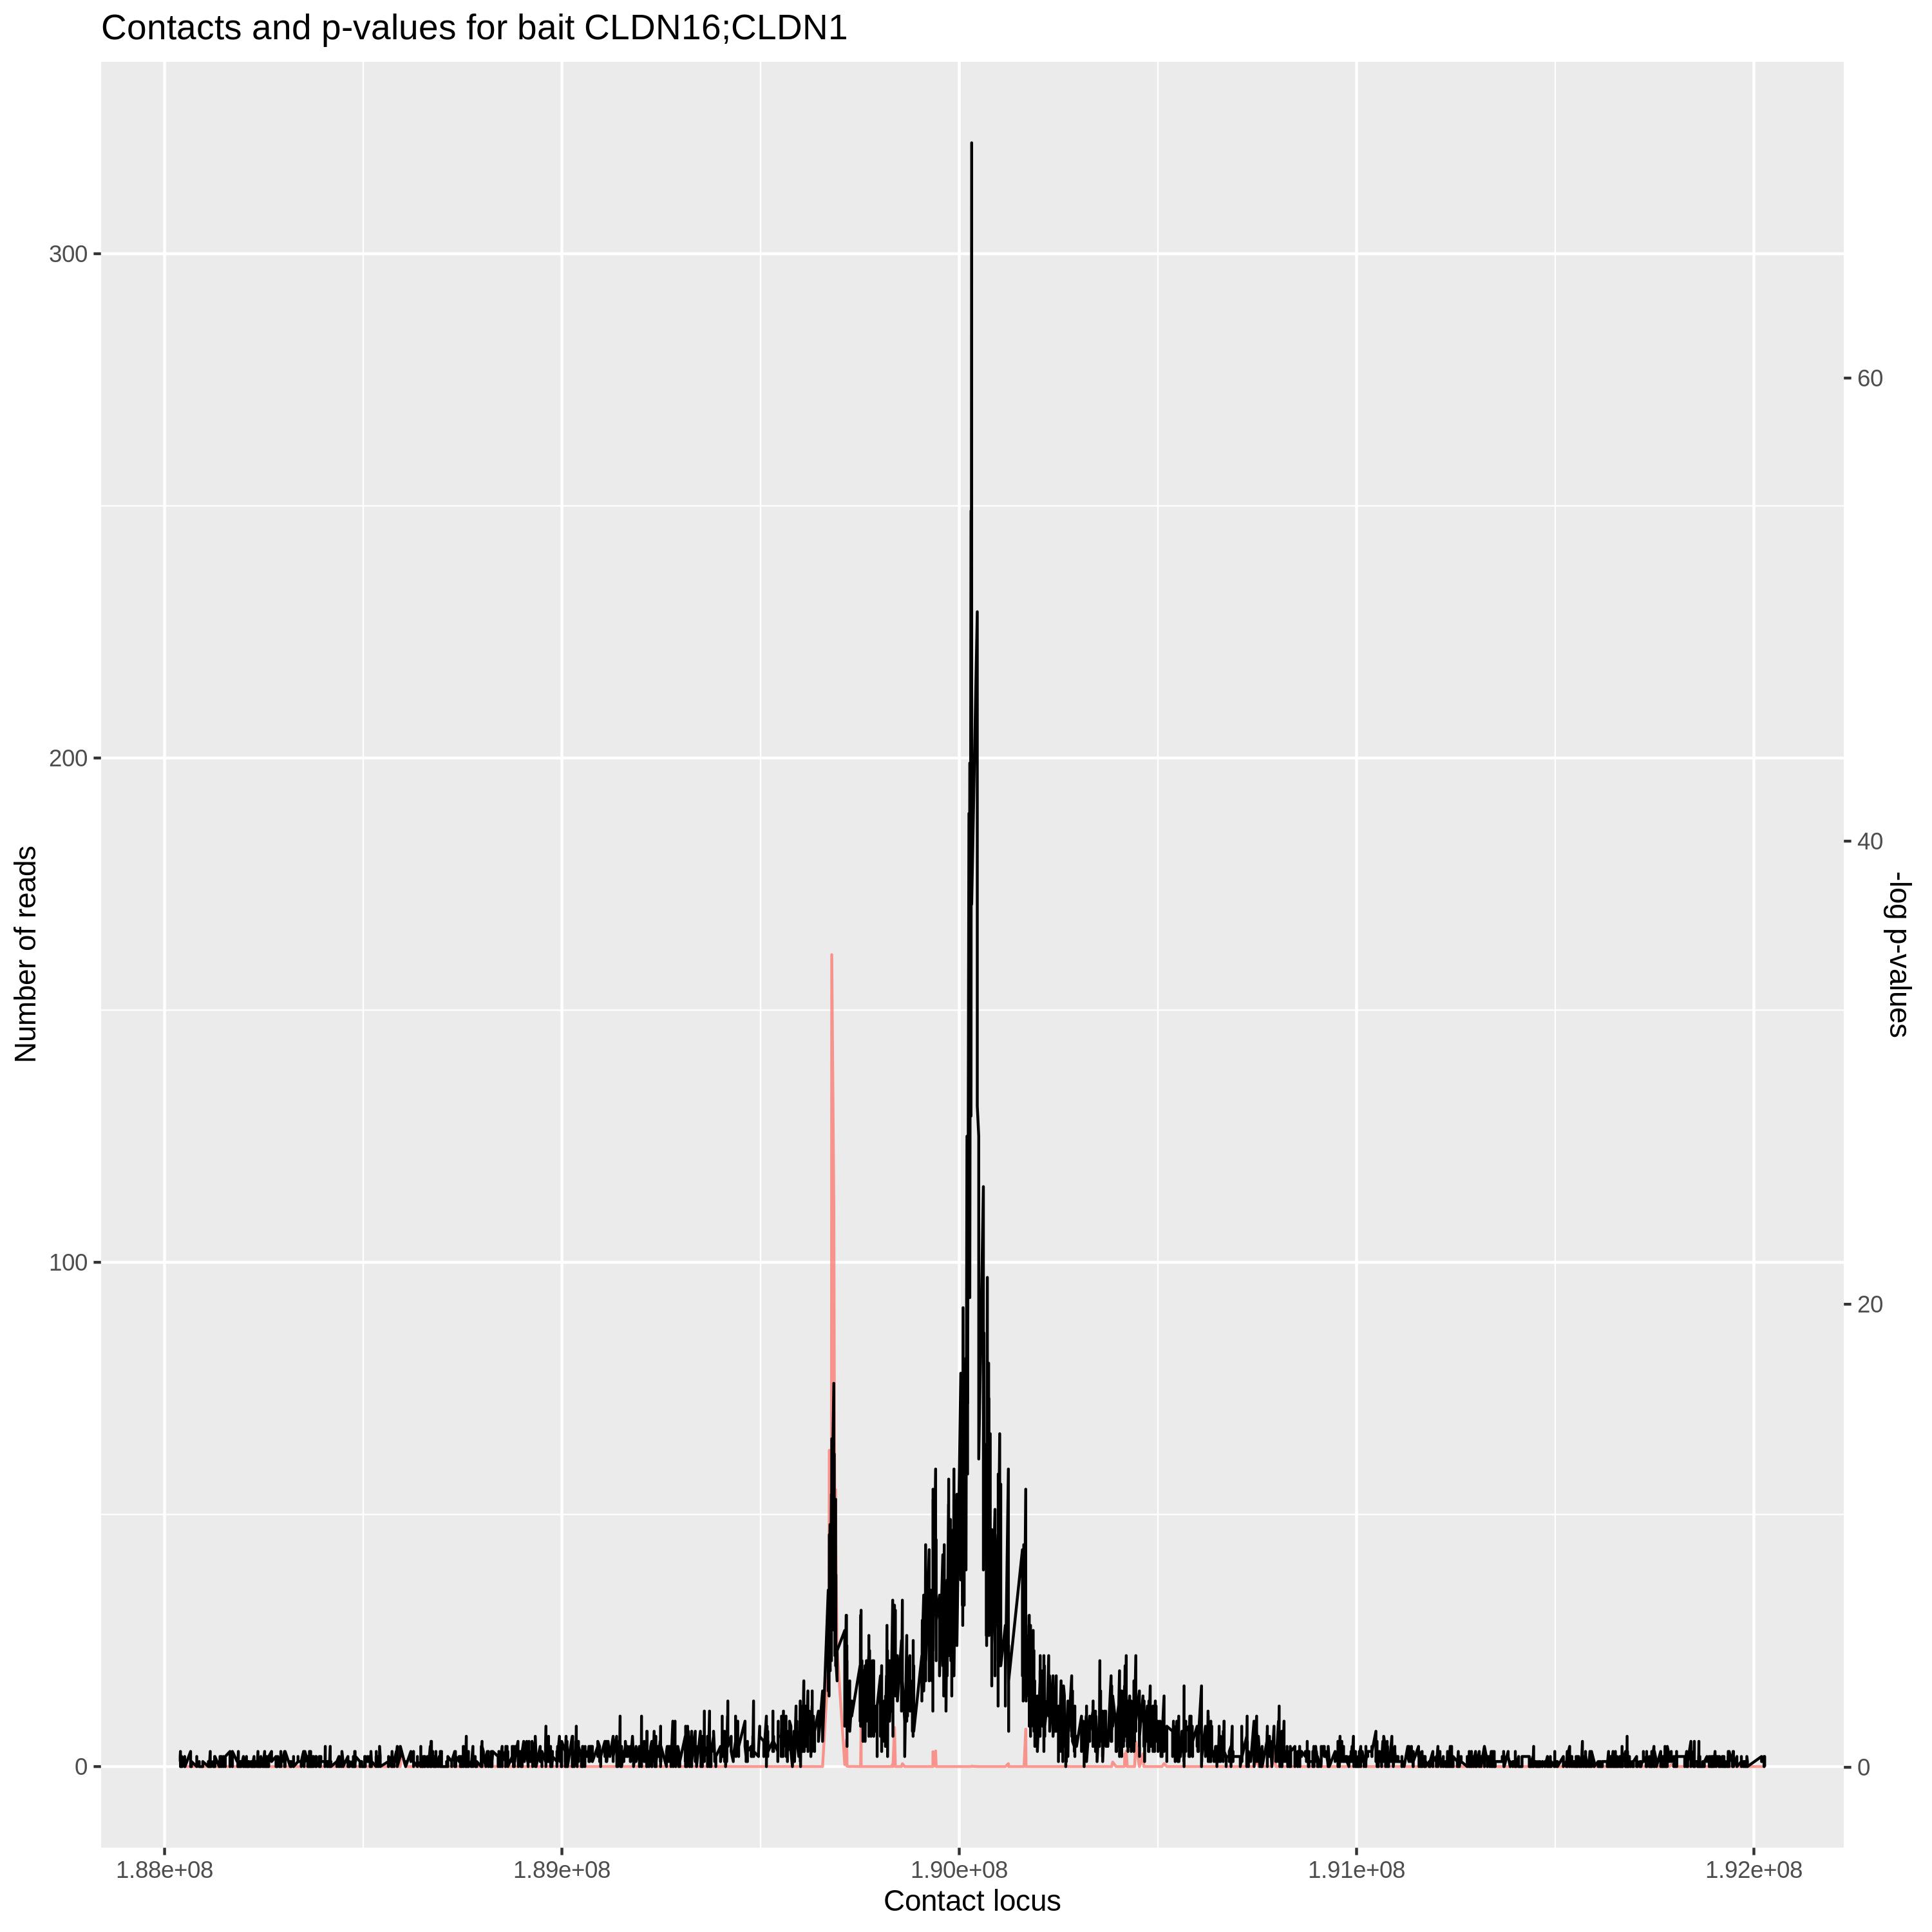 Contacts and p-values for bait CLDN16;CLDN1
300
200
100
0
Number of reads
60
40
20
0
-log p-values
1.88e+08 1.89e+08 1.90e+08 1.91e+08 1.92e+08
Contact locus